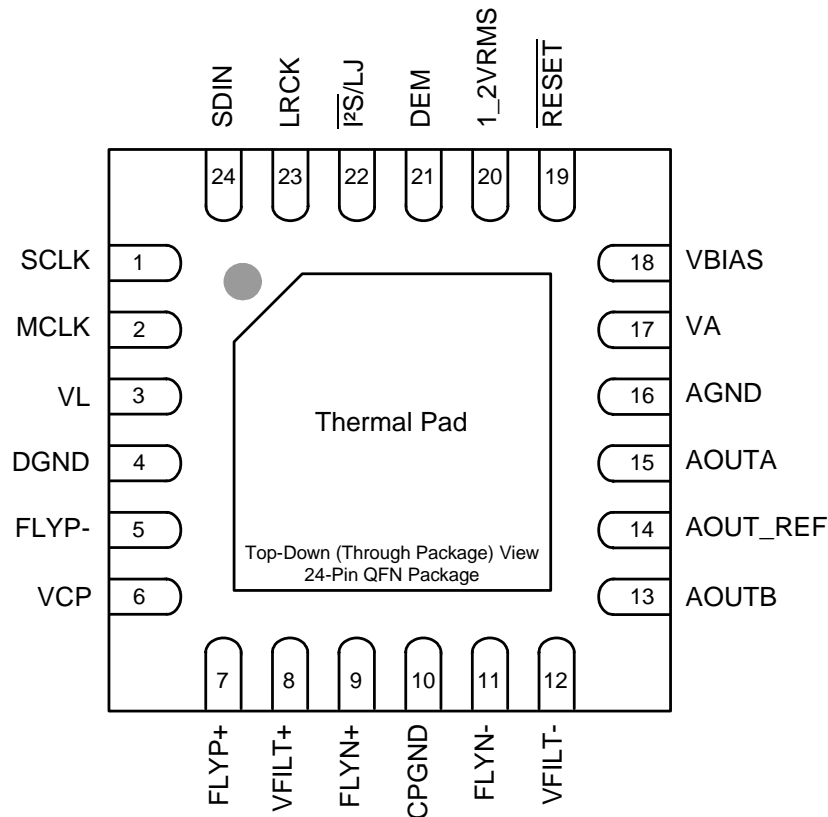 SDIN
LRCK
I²S/LJ
DEM
1_2VRMS
RESET
24
23
22
21
20
19
SCLK 1
18 VBIAS
MCLK 2
17 VA
VL 3
16 AGND
Thermal Pad
DGND 4
15 AOUTA
FLYP- 5
14 AOUT_REF
Top-Down (Through Package) View
24-Pin QFN Package
VCP 6
13 AOUTB
7
8
9
10
11
12
FLYP+
VFILT+
FLYN+
CPGND
FLYN-
VFILT-